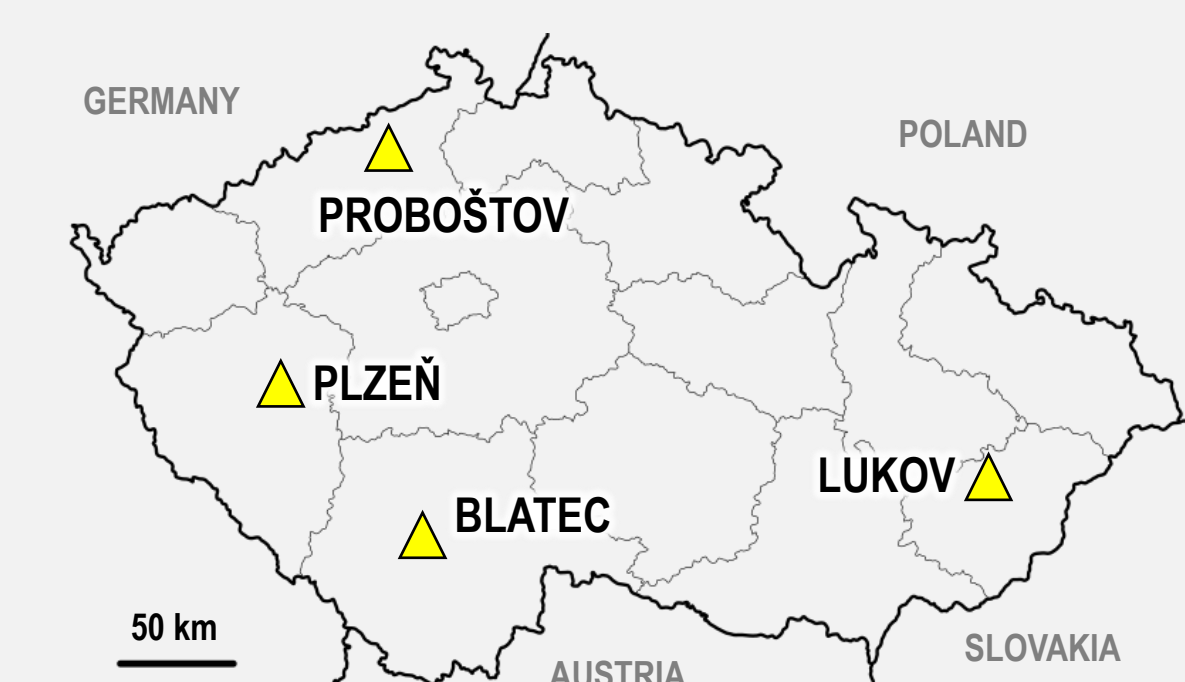 GERMANY
POLAND
PROBOŠTOV
PLZEŇ
LUKOV
BLATEC
50 km
SLOVAKIA
AUSTRIA